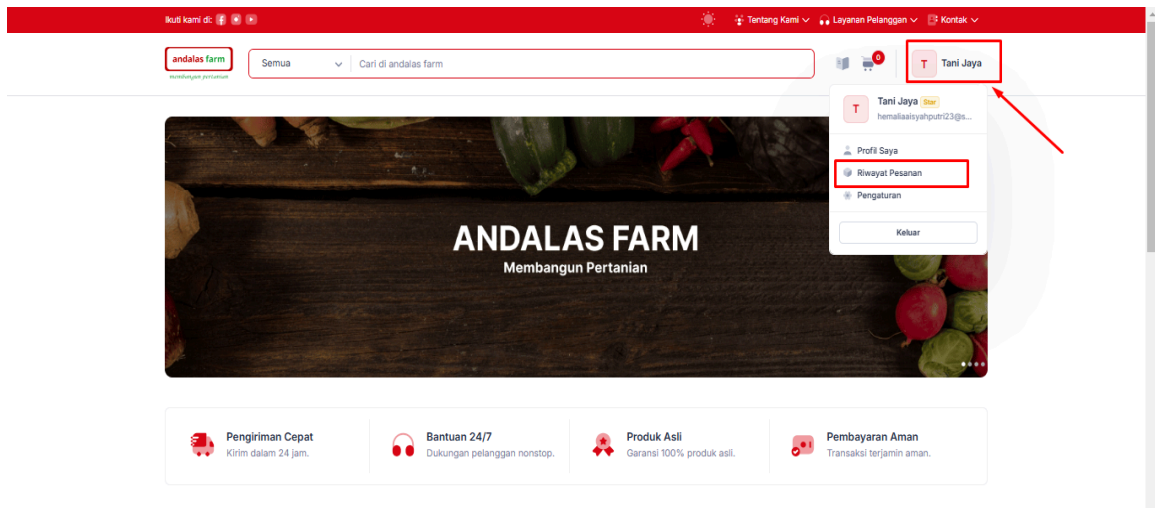 Ikuti kami di:
Tentang Kami
Layanan Pelanggan
Kontak
andalas farm
membangun pertanian
Semua
Cari di andalas farm
0
T
Tani Jaya
T
Tani Jaya Star
hemaliaaisyahputri23@s...
Profil Saya
Riwayat Pesanan
Pengaturan
Keluar
ANDALAS FARM
Membangun Pertanian
Pengiriman Cepat
Kirim dalam 24 jam.
Bantuan 24/7
Dukungan pelanggan nonstop.
Produk Asli
Garansi 100% produk asli.
Pembayaran Aman
Transaksi terjamin aman.